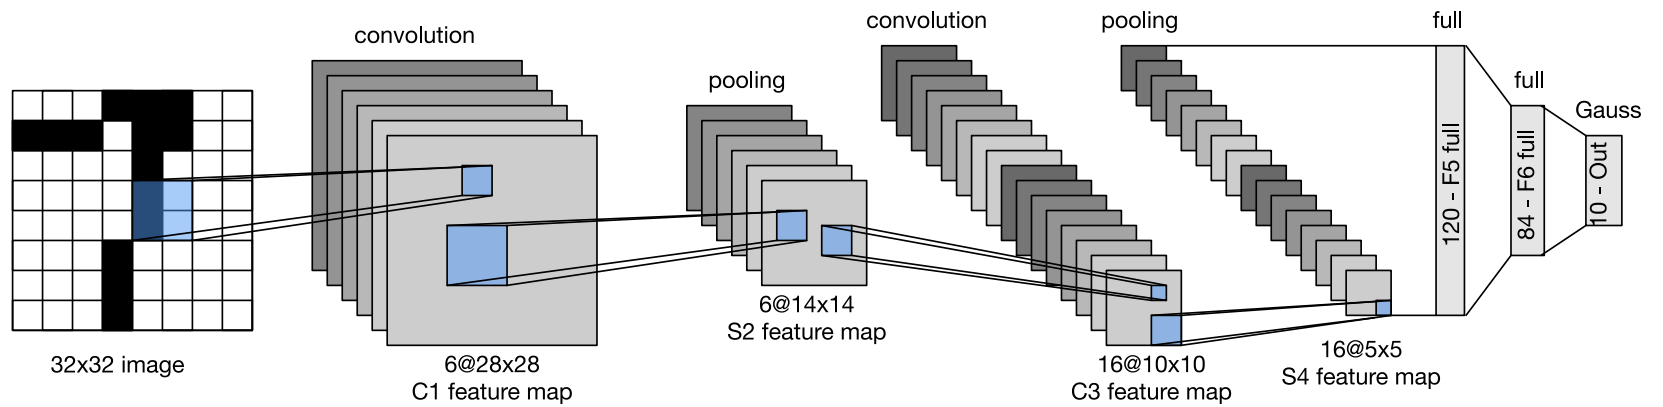 convolution
convolution
pooling
full
pooling
full
Gauss
120 - F5 full
84 - F6 full
10 - Out
32x32 image
6@28x28
C1 feature map
6@14x14
S2 feature map
16@10x10
C3 feature map
16@5x5
S4 feature map